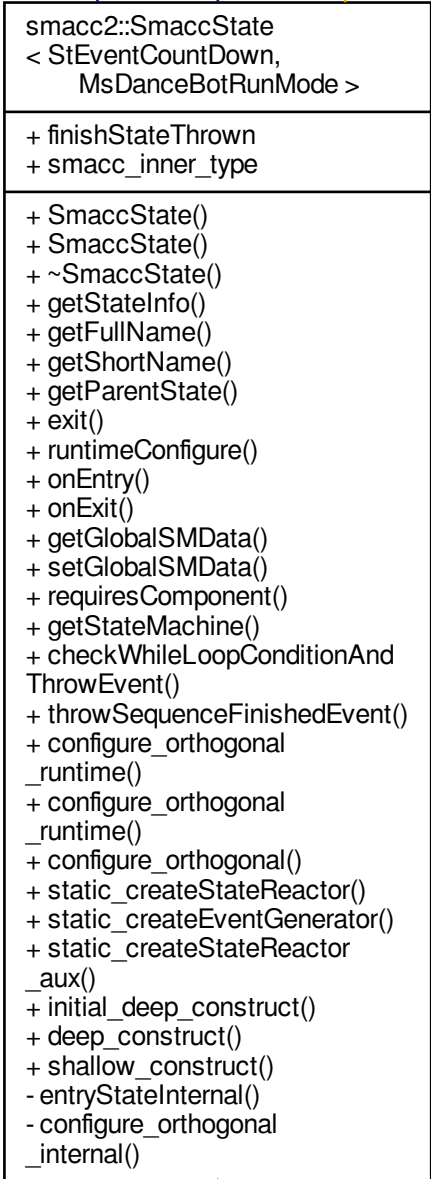 smacc2::SmaccState
< StEventCountDown,
MsDanceBotRunMode >
+ finishStateThrown
+ smacc_inner_type
+ SmaccState()
+ SmaccState()
+ ~SmaccState()
+ getStateInfo()
+ getFullName()
+ getShortName()
+ getParentState()
+ exit()
+ runtimeConfigure()
+ onEntry()
+ onExit()
+ getGlobalSMData()
+ setGlobalSMData()
+ requiresComponent()
+ getStateMachine()
+ checkWhileLoopConditionAnd
ThrowEvent()
+ throwSequenceFinishedEvent()
+ configure_orthogonal
_runtime()
+ configure_orthogonal
_runtime()
+ configure_orthogonal()
+ static_createStateReactor()
+ static_createEventGenerator()
+ static_createStateReactor
_aux()
+ initial_deep_construct()
+ deep_construct()
+ shallow_construct()
- entryStateInternal()
- configure_orthogonal
_internal()